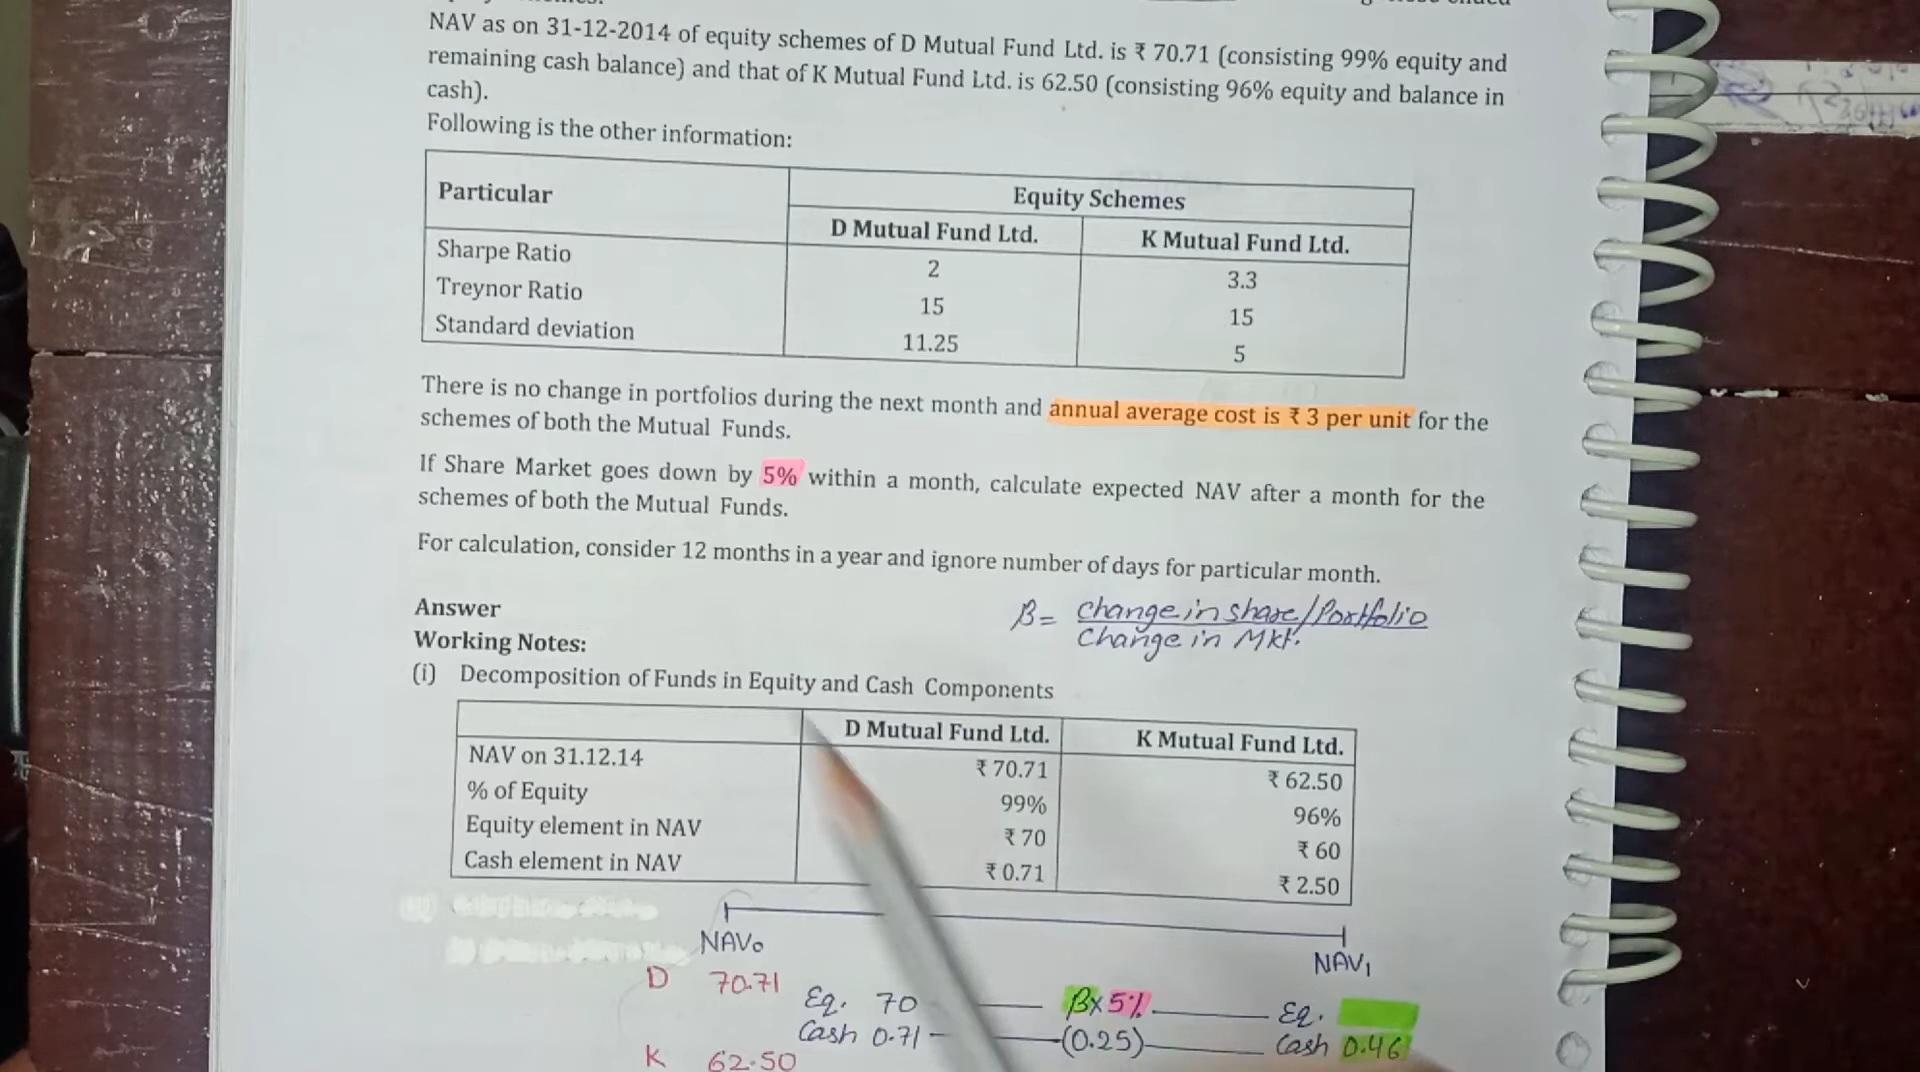 NAV as on 31-12-2014 of equity schemes of D Mutual Fund Ltd. is ₹ 70.71 (consisting 99% equity and
remaining cash balance) and that of K Mutual Fund Ltd. is 62.50 (consisting 96% equity and balance in
cash).
Following is the other information:
Particular Equity Schemes
D Mutual Fund Ltd. K Mutual Fund Ltd.
Sharpe Ratio 2 3.3
Treynor Ratio 15 15
Standard deviation 11.25 5
There is no change in portfolios during the next month and annual average cost is ₹ 3 per unit for the
schemes of both the Mutual Funds.
If Share Market goes down by 5% within a month, calculate expected NAV after a month for the
schemes of both the Mutual Funds.
For calculation, consider 12 months in a year and ignore number of days for particular month.
Answer
β = change in share/Portfolio
Change in Mkt.
Working Notes:
(i) Decomposition of Funds in Equity and Cash Components
D Mutual Fund Ltd. K Mutual Fund Ltd.
NAV on 31.12.14 ₹ 70.71 ₹ 62.50
% of Equity 99% 96%
Equity element in NAV ₹ 70 ₹ 60
Cash element in NAV ₹ 0.71 ₹ 2.50
NAV₀ NAV₁
D 70.71
Eq. 70 β×5% Eq.
Cash 0.71 (0.25) Cash 0.46
K 62.50